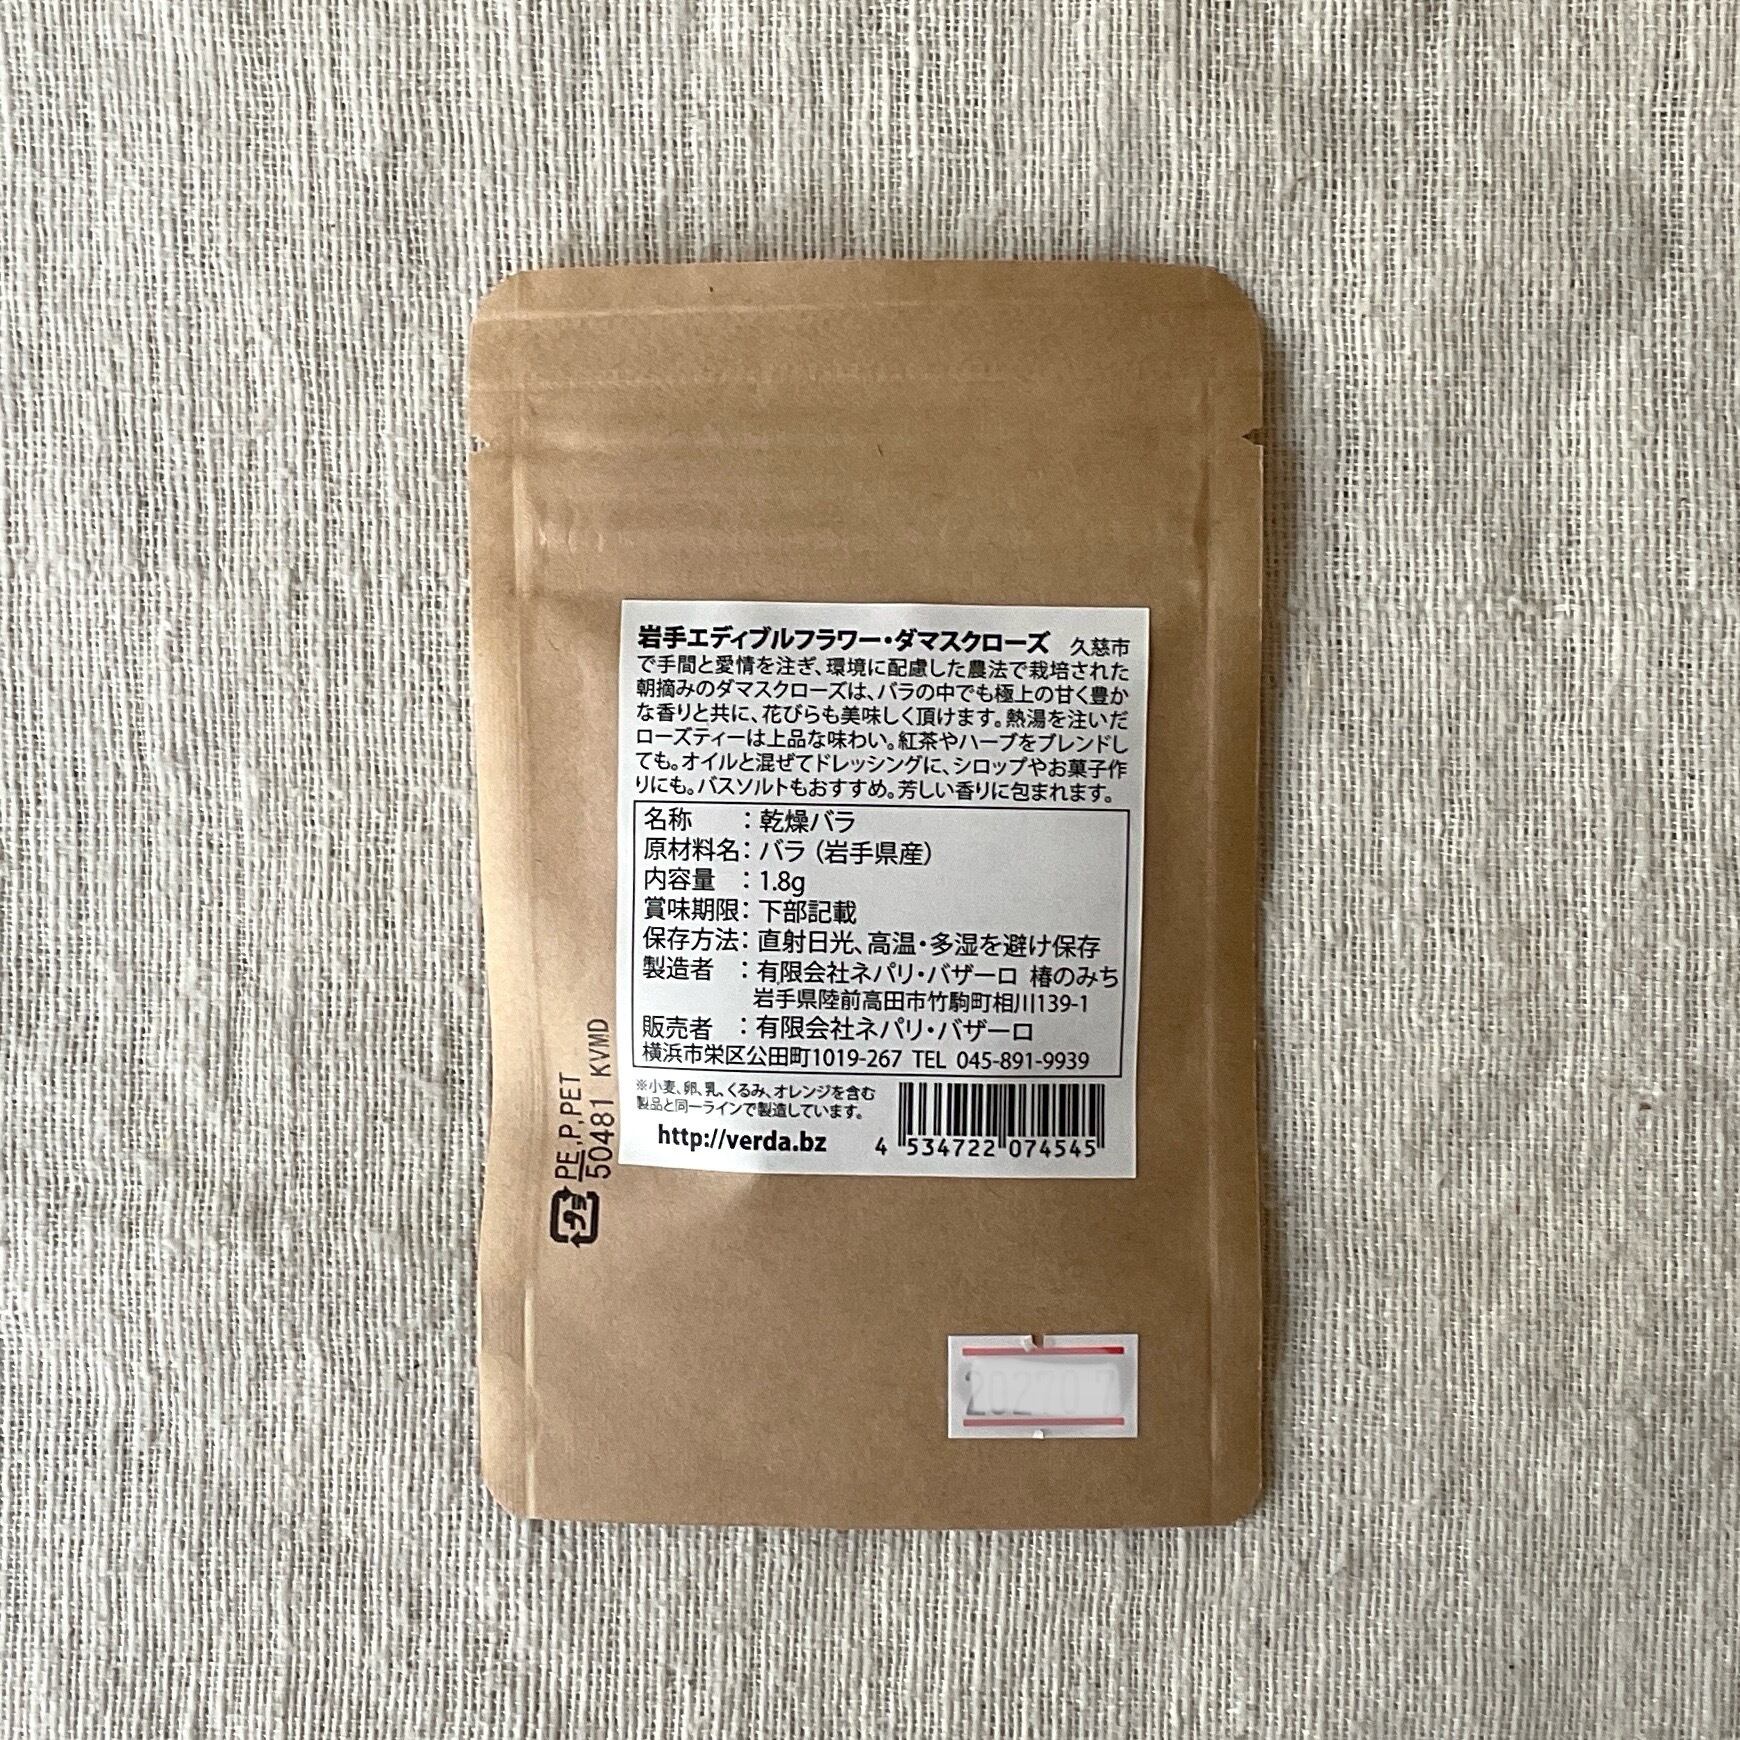 岩手エディブルフラワー・ダマスクローズ 久慈市
で手間と愛情を注ぎ、環境に配慮した農法で栽培された
朝摘みのダマスクローズは、バラの中でも極上の甘く豊か
な香りと共に、花びらも美味しく頂けます。熱湯を注いだ
ローズティーは上品な味わい。紅茶やハーブをブレンドし
ても。オイルと混ぜてドレッシングに、シロップやお菓子作
りにも。バスソルトもおすすめ。芳しい香りに包まれます。
名称 :乾燥バラ
原材料名:バラ(岩手県産)
内容量 :1.8g
賞味期限:下部記載
保存方法:直射日光、高温・多湿を避け保存
製造者 :有限会社ネパリ・バザーロ 椿のみち
岩手県陸前高田市竹駒町相川139-1
販売者 :有限会社ネパリ・バザーロ
横浜市栄区公田町1019-267 TEL 045-891-9939
※小麦、卵、乳、くるみ、オレンジを含む
製品と同一ラインで製造しています。
http://verda.bz
4 534722 074545
プラ
PE,P,PET
50481 KVMD